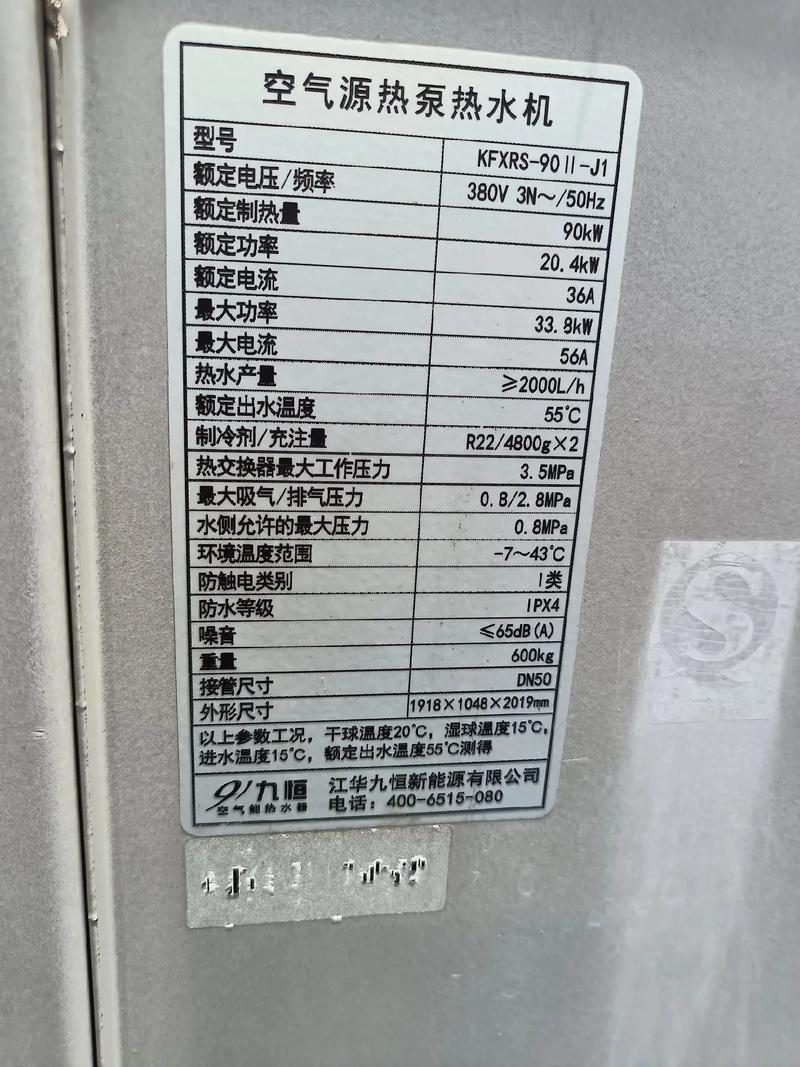 空气源热泵热水机
型号 KFXRS-90Ⅱ-J1
额定电压/频率 380V 3N～/50Hz
额定制热量 90kW
额定功率 20.4kW
额定电流 36A
最大功率 33.8kW
最大电流 56A
热水产量 ≥2000L/h
额定出水温度 55℃
制冷剂/充注量 R22/4800g×2
热交换器最大工作压力 3.5MPa
最大吸气/排气压力 0.8/2.8MPa
水侧允许的最大压力 0.8MPa
环境温度范围 -7～43℃
防触电类别 Ⅰ类
防水等级 IPX4
噪音 ≤65dB(A)
重量 600kg
接管尺寸 DN50
外形尺寸 1918×1048×2019mm
以上参数工况，干球温度20℃，湿球温度15℃，
进水温度15℃，额定出水温度55℃测得
九恒 江华九恒新能源有限公司
空气能热水器 电话：400-6515-080